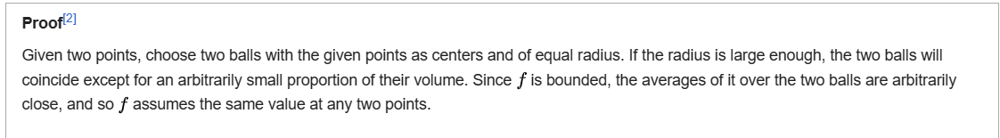 Proof[2]
Given two points, choose two balls with the given points as centers and of equal radius. If the radius is large enough, the two balls will
coincide except for an arbitrarily small proportion of their volume. Since f is bounded, the averages of it over the two balls are arbitrarily
close, and so f assumes the same value at any two points.